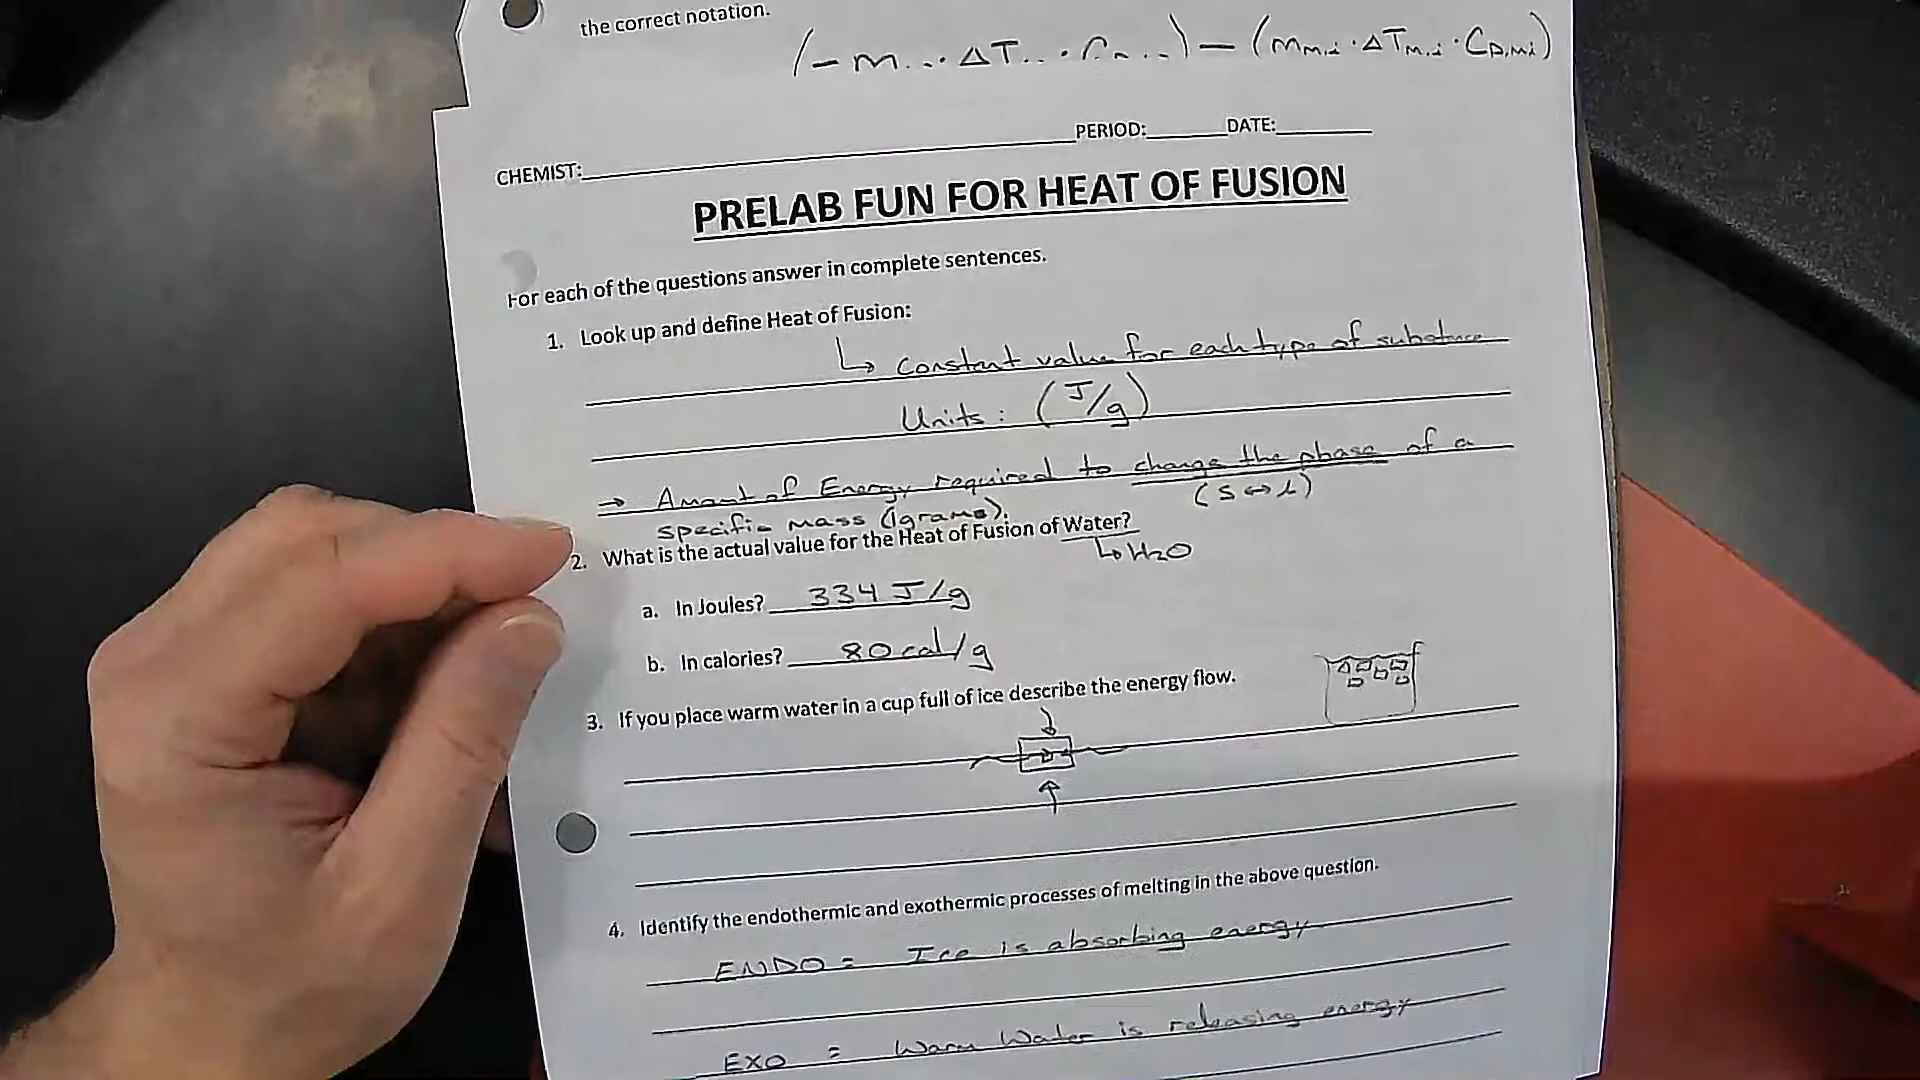 the correct notation.
(- m... · ΔT... · C... ) — (m · ΔT · C)
CHEMIST: PERIOD: DATE:
PRELAB FUN FOR HEAT OF FUSION
For each of the questions answer in complete sentences.
1. Look up and define Heat of Fusion:
↳ Constant value for each type of substance
Units: (J/g)
→ Amount of Energy required to change the phase of a
(s ↔ l)
specific mass (1grams).
2. What is the actual value for the Heat of Fusion of Water?
↳ H₂O
a. In Joules? 334 J/g
b. In calories? 80 cal/g
3. If you place warm water in a cup full of ice describe the energy flow.
4. Identify the endothermic and exothermic processes of melting in the above question.
ENDO = Ice is absorbing energy
EXO = Warm Water is releasing energy